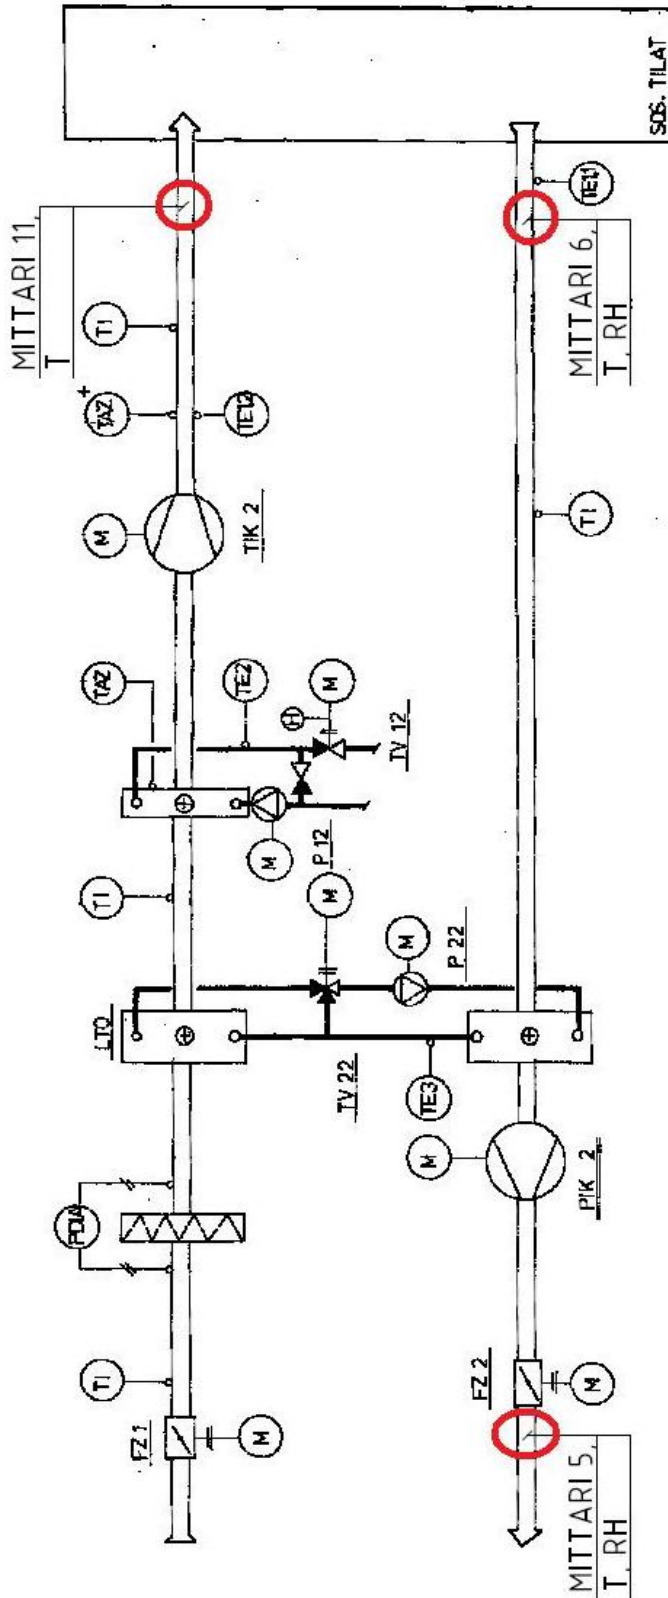 MITTARI 11,
T
TI
TAZ
+
TE12
M
TIK 2
TAZ
TE2
H
M
TV 12
M
P 12
TI
M
M
P 22
LTO
TV 22
TE3
M
PIK 2
PDIA
TI
FZ 1
M
FZ 2
M
MITTARI 5,
T, RH
TI
MITTARI 6,
T, RH
TE11
SOS. TILAT